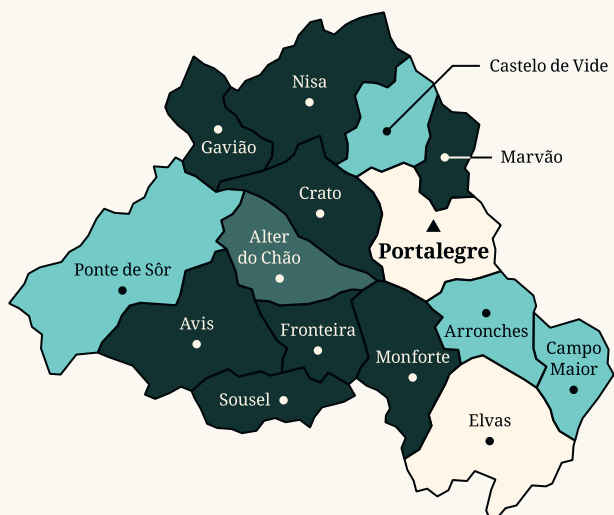 Castelo de Vide
Nisa
Gavião
Marvão
Crato
Alter
do Chão
Portalegre
Ponte de Sôr
Avis
Fronteira
Arronches
Campo
Maior
Monforte
Sousel
Elvas